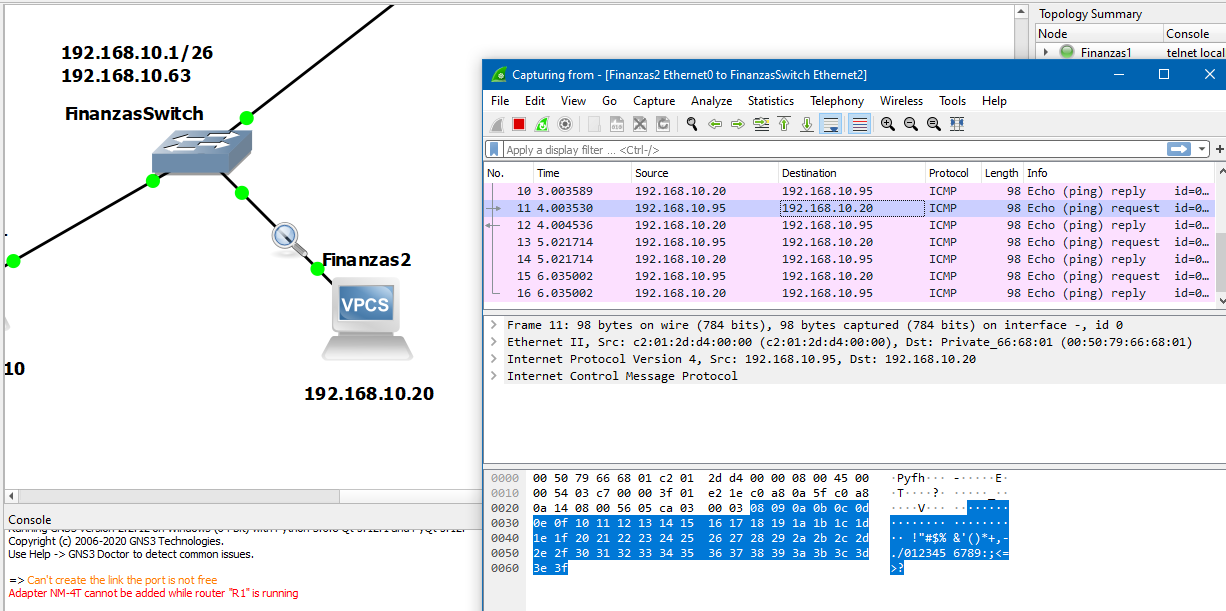 192.168.10.1/26
192.168.10.63
FinanzasSwitch
Finanzas2
VPCS
192.168.10.20
10
Console
Copyright (c) 2006-2020 GNS3 Technologies.
Use Help -> GNS3 Doctor to detect common issues.
=> Can't create the link the port is not free
Adapter NM-4T cannot be added while router "R1" is running
Topology Summary
Node Console
Finanzas1 telnet local
Capturing from - [Finanzas2 Ethernet0 to FinanzasSwitch Ethernet2]
File Edit View Go Capture Analyze Statistics Telephony Wireless Tools Help
Apply a display filter ... <Ctrl-/>
No. Time Source Destination Protocol Length Info
10 3.003589 192.168.10.20 192.168.10.95 ICMP 98 Echo (ping) reply id=0…
11 4.003530 192.168.10.95 192.168.10.20 ICMP 98 Echo (ping) request id=0…
12 4.004536 192.168.10.20 192.168.10.95 ICMP 98 Echo (ping) reply id=0…
13 5.021714 192.168.10.95 192.168.10.20 ICMP 98 Echo (ping) request id=0…
14 5.021714 192.168.10.20 192.168.10.95 ICMP 98 Echo (ping) reply id=0…
15 6.035002 192.168.10.95 192.168.10.20 ICMP 98 Echo (ping) request id=0…
16 6.035002 192.168.10.20 192.168.10.95 ICMP 98 Echo (ping) reply id=0…
Frame 11: 98 bytes on wire (784 bits), 98 bytes captured (784 bits) on interface -, id 0
Ethernet II, Src: c2:01:2d:d4:00:00 (c2:01:2d:d4:00:00), Dst: Private_66:68:01 (00:50:79:66:68:01)
Internet Protocol Version 4, Src: 192.168.10.95, Dst: 192.168.10.20
Internet Control Message Protocol
0000 00 50 79 66 68 01 c2 01 2d d4 00 00 08 00 45 00 ·Pyfh··· -·····E·
0010 00 54 03 c7 00 00 3f 01 e2 1e c0 a8 0a 5f c0 a8 ·T····?· ·····_··
0020 0a 14 08 00 56 05 ca 03 00 03 08 09 0a 0b 0c 0d ····V··· ········
0030 0e 0f 10 11 12 13 14 15 16 17 18 19 1a 1b 1c 1d ········ ········
0040 1e 1f 20 21 22 23 24 25 26 27 28 29 2a 2b 2c 2d ·· !"#$% &'()*+,-
0050 2e 2f 30 31 32 33 34 35 36 37 38 39 3a 3b 3c 3d ./012345 6789:;<=
0060 3e 3f >?